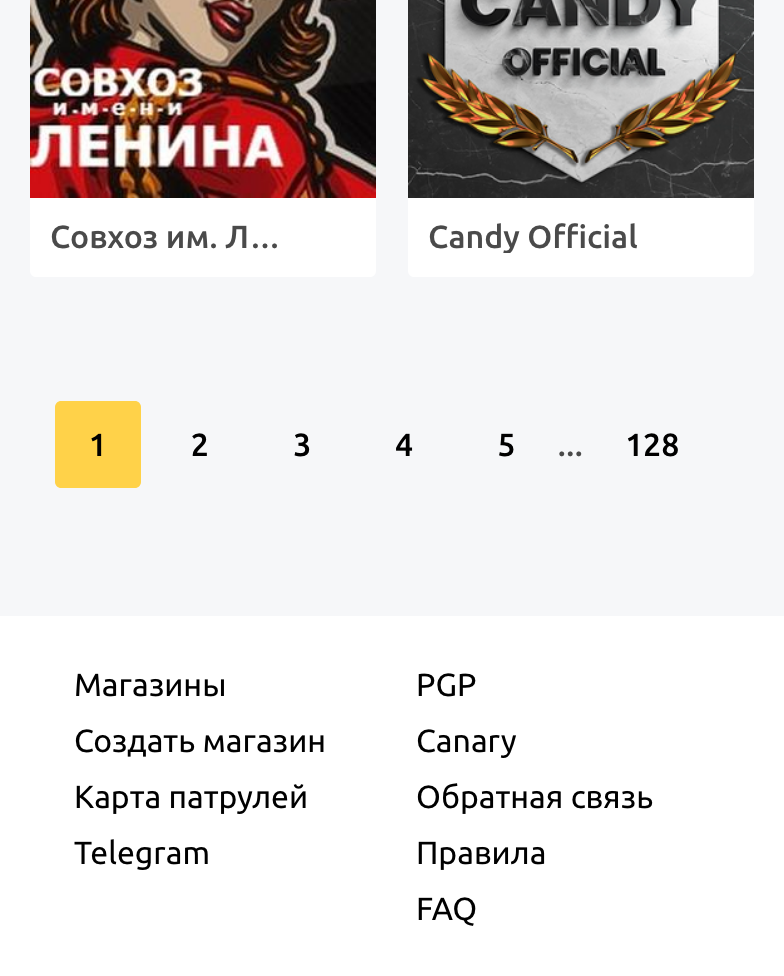 СОВХОЗ
и-м-е-н-и
ЛЕНИНА
CANDY
OFFICIAL
Совхоз им. Л...
Candy Official
1 2 3 4 5 ... 128
Магазины
Создать магазин
Карта патрулей
Telegram
PGP
Canary
Обратная связь
Правила
FAQ